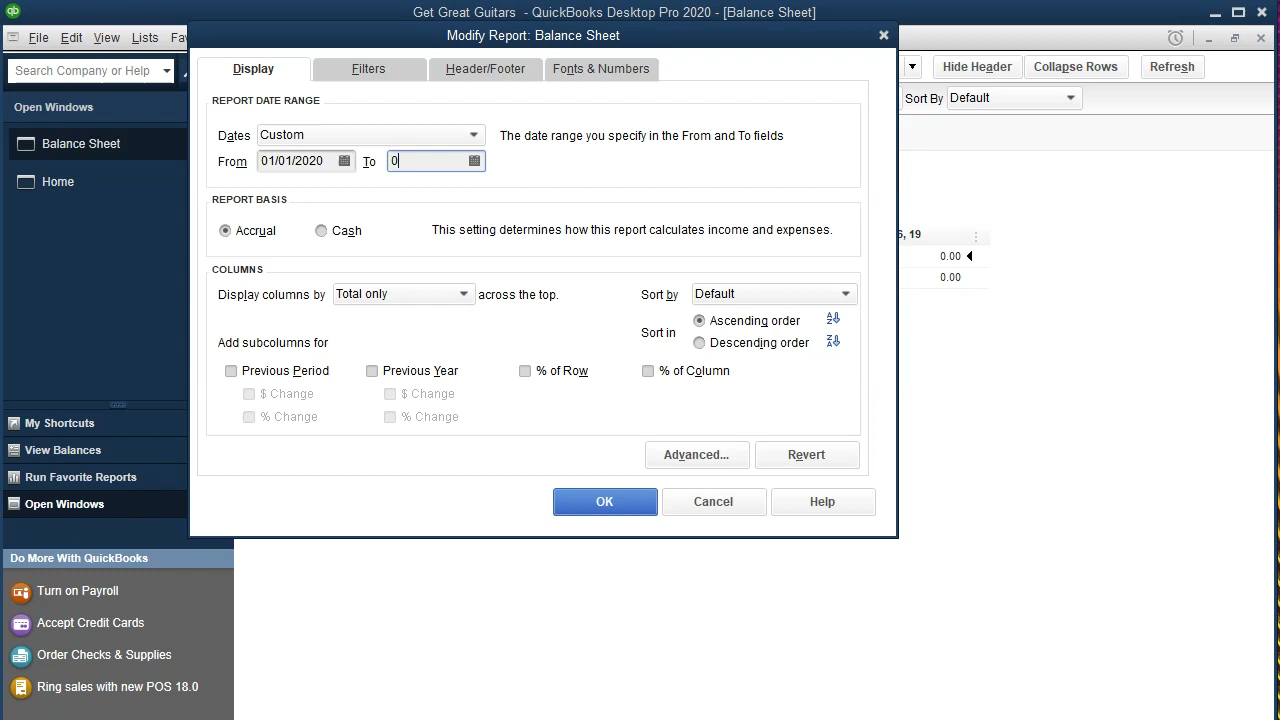 Get Great Guitars - QuickBooks Desktop Pro 2020 - [Balance Sheet]
File Edit View Lists Fav
Modify Report: Balance Sheet
Search Company or Help
Display Filters Header/Footer Fonts & Numbers
Hide Header Collapse Rows Refresh
Sort By Default
Open Windows
REPORT DATE RANGE
Dates Custom The date range you specify in the From and To fields
Balance Sheet
From 01/01/2020 To 0
Home
REPORT BASIS
Accrual Cash This setting determines how this report calculates income and expenses.
6, 19
0.00
0.00
COLUMNS
Display columns by Total only across the top. Sort by Default
Sort in Ascending order
Descending order
Add subcolumns for
Previous Period Previous Year % of Row % of Column
$ Change $ Change
% Change % Change
My Shortcuts
View Balances
Run Favorite Reports
Open Windows
Advanced... Revert
OK Cancel Help
Do More With QuickBooks
Turn on Payroll
Accept Credit Cards
Order Checks & Supplies
Ring sales with new POS 18.0